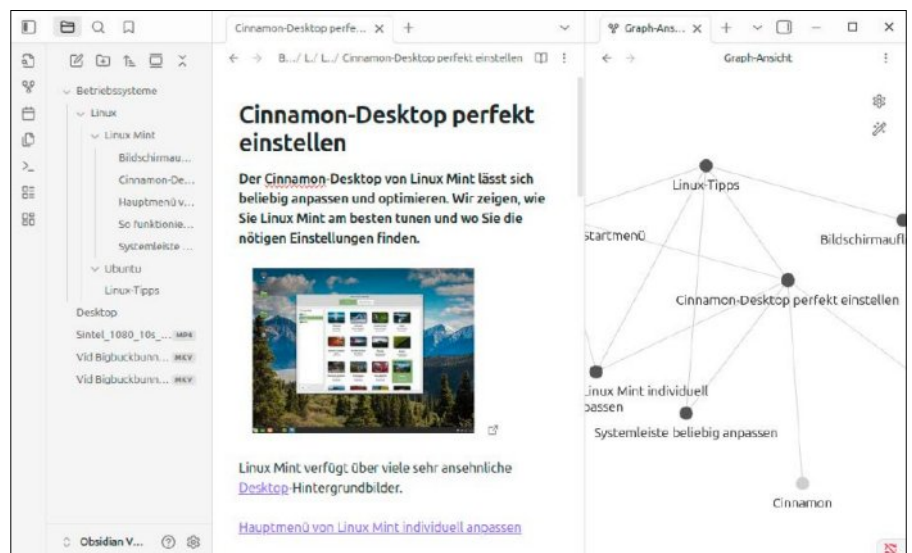 Cinnamon-Desktop perfe...
Graph-Ans...
B.../ L./ L.../ Cinnamon-Desktop perfekt einstellen
Graph-Ansicht
Betriebssysteme
Linux
Linux Mint
Bildschirmau...
Cinnamon-De...
Hauptmenü v...
So funktionie...
Systemleiste ...
Ubuntu
Linux-Tipps
Desktop
Sintel_1080_10s_... MP4
Vid Bigbuckbunn... MKV
Vid Bigbuckbunn... MKV
Obsidian V...
Cinnamon-Desktop perfekt
einstellen
Der Cinnamon-Desktop von Linux Mint lässt sich
beliebig anpassen und optimieren. Wir zeigen, wie
Sie Linux Mint am besten tunen und wo Sie die
nötigen Einstellungen finden.
Linux Mint verfügt über viele sehr ansehnliche
Desktop-Hintergrundbilder.
Hauptmenü von Linux Mint individuell anpassen
Linux-Tipps
Startmenü
Bildschirmaufl
Cinnamon-Desktop perfekt einstellen
Linux Mint individuell
passen
Systemleiste beliebig anpassen
Cinnamon